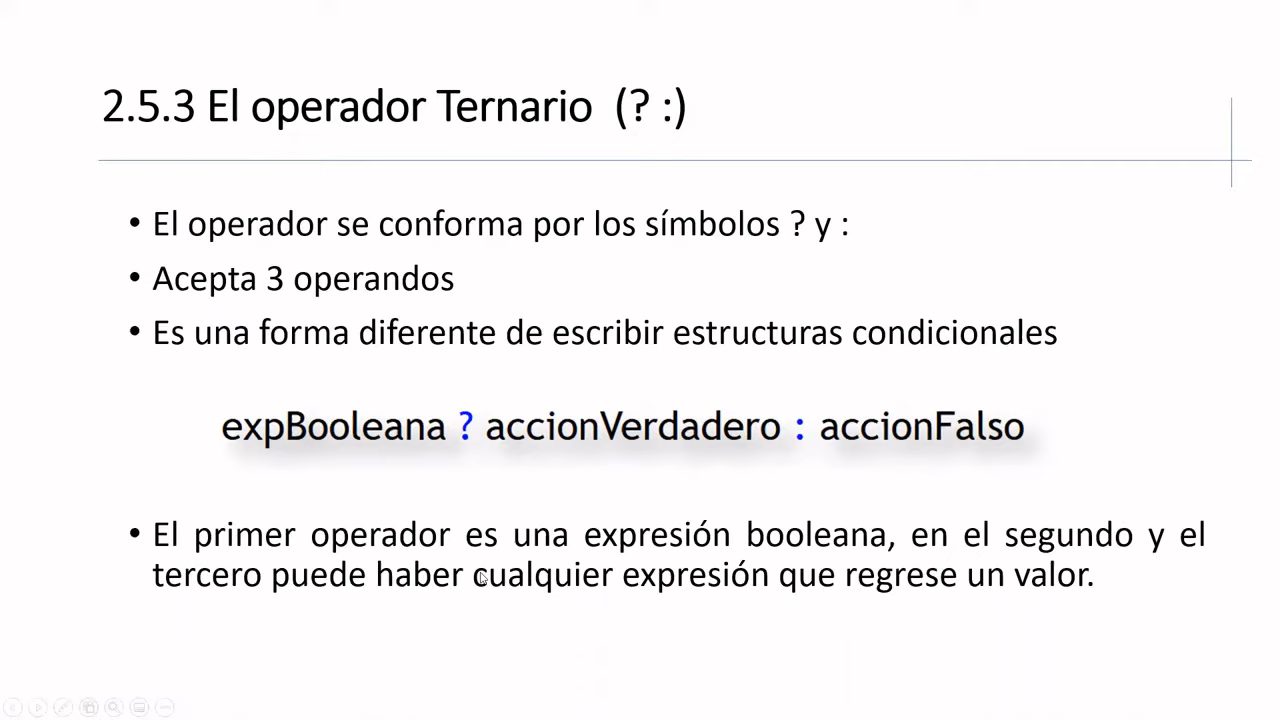 2.5.3 El operador Ternario (? :)
• El operador se conforma por los símbolos ? y :
• Acepta 3 operandos
• Es una forma diferente de escribir estructuras condicionales
expBooleana ? accionVerdadero : accionFalso
• El primer operador es una expresión booleana, en el segundo y el
tercero puede haber cualquier expresión que regrese un valor.